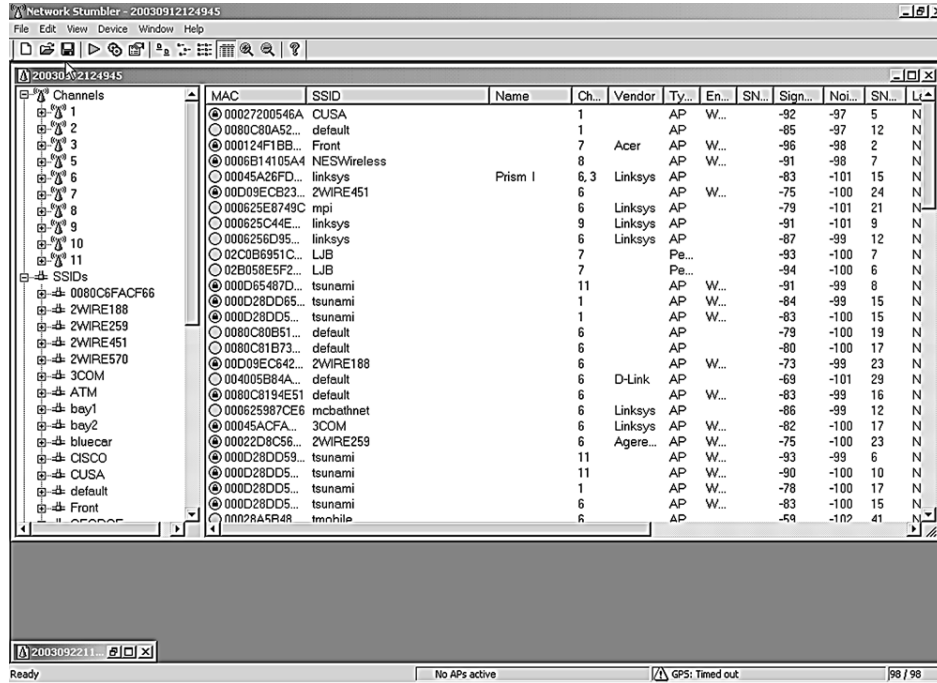 Network Stumbler - 20030912124945
File Edit View Device Window Help
20030912124945
Channels
1
2
3
5
6
7
8
9
10
11
SSIDs
0080C6FACF66
2WIRE188
2WIRE259
2WIRE451
2WIRE570
3COM
ATM
bay1
bay2
bluecar
CISCO
CUSA
default
Front
GEORGE
MAC SSID Name Ch... Vendor Ty... En... SN... Sign... Noi... SN...
00027200546A CUSA 1 AP W... -92 -97 5 N
0080C80A52... default 1 AP -85 -97 12 N
000124F1BB... Front 7 Acer AP W... -96 -98 2 N
0006B14105A4 NESWireless 8 AP W... -91 -98 7 N
00045A26FD... linksys Prism I 6, 3 Linksys AP -83 -101 15 N
00D09ECB23... 2WIRE451 6 AP W... -75 -100 24 N
000625E8749C mpi 6 Linksys AP -79 -101 21 N
000625C44E... linksys 9 Linksys AP -91 -101 9 N
0006256D95... linksys 6 Linksys AP -87 -99 12 N
02C0B6951C... LJB 7 Pe... -93 -100 7 N
02B058E5F2... LJB 7 Pe... -94 -100 6 N
000D65487D... tsunami 11 AP W... -91 -99 8 N
000D28DD65... tsunami 1 AP W... -84 -99 15 N
000D28DD5... tsunami 1 AP W... -83 -100 15 N
0080C80B51... default 6 AP -79 -100 19 N
0080C81B73... default 6 AP -80 -100 17 N
00D09EC642... 2WIRE188 6 AP W... -73 -99 23 N
004005B84A... default 6 D-Link AP -69 -101 29 N
0080C8194E51 default 6 AP W... -83 -99 16 N
000625987CE6 mcbathnet 6 Linksys AP -86 -99 12 N
00045ACFA... 3COM 6 Linksys AP W... -82 -100 17 N
00022D8C56... 2WIRE259 6 Agere... AP W... -75 -100 23 N
000D28DD59... tsunami 11 AP W... -93 -99 6 N
000D28DD5... tsunami 11 AP W... -90 -100 10 N
000D28DD5... tsunami 1 AP W... -78 -100 17 N
000D28DD5... tsunami 6 AP W... -83 -100 15 N
00028A5B48... tmobile 6 AP -59 -102 41 N
2003092211...
Ready No APs active GPS: Timed out 98 / 98